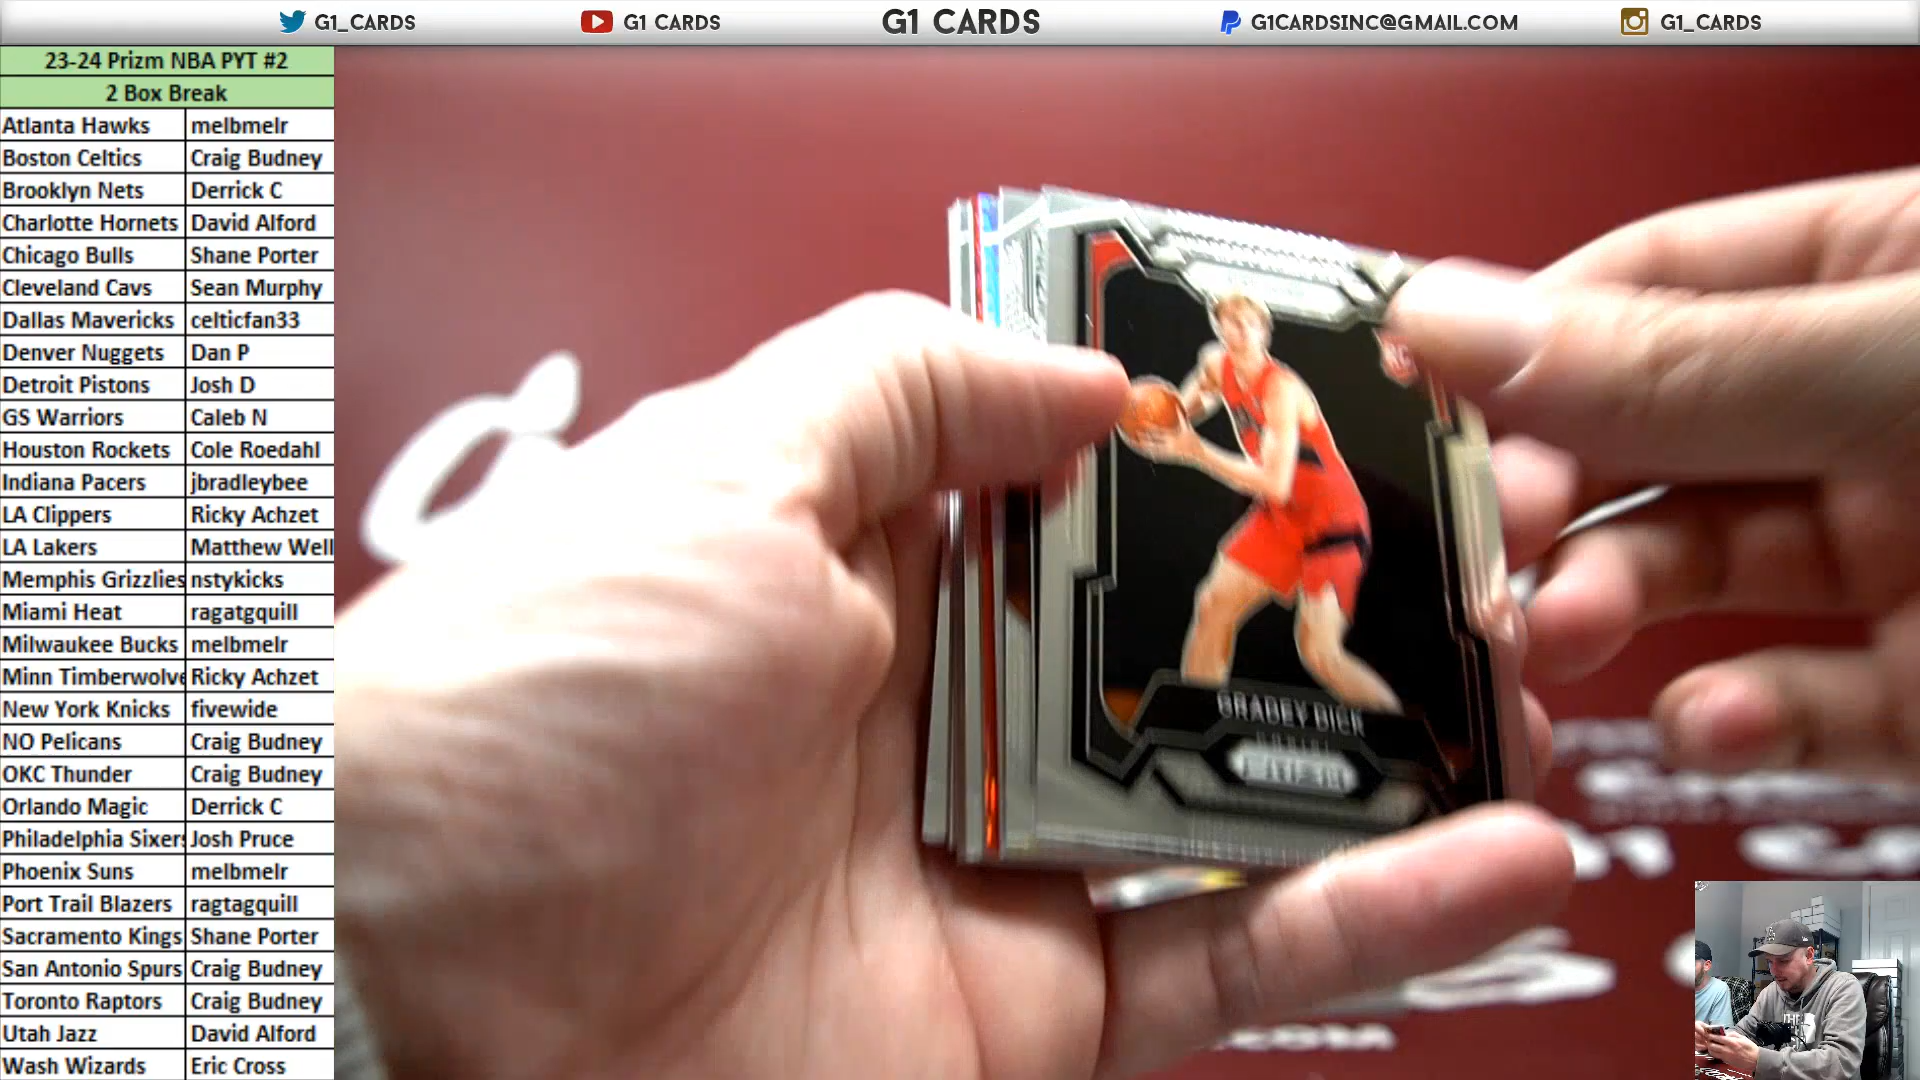 G1_CARDS G1 CARDS G1 CARDS G1CARDSINC@GMAIL.COM G1_CARDS
23-24 Prizm NBA PYT #2
2 Box Break
Atlanta Hawks melbmelr
Boston Celtics Craig Budney
Brooklyn Nets Derrick C
Charlotte Hornets David Alford
Chicago Bulls Shane Porter
Cleveland Cavs Sean Murphy
Dallas Mavericks celticfan33
Denver Nuggets Dan P
Detroit Pistons Josh D
GS Warriors Caleb N
Houston Rockets Cole Roedahl
Indiana Pacers jbradleybee
LA Clippers Ricky Achzet
LA Lakers Matthew Well
Memphis Grizzlies nstykicks
Miami Heat ragatgquill
Milwaukee Bucks melbmelr
Minn Timberwolve Ricky Achzet
New York Knicks fivewide
NO Pelicans Craig Budney
OKC Thunder Craig Budney
Orlando Magic Derrick C
Philadelphia Sixers Josh Pruce
Phoenix Suns melbmelr
Port Trail Blazers ragtagquill
Sacramento Kings Shane Porter
San Antonio Spurs Craig Budney
Toronto Raptors Craig Budney
Utah Jazz David Alford
Wash Wizards Eric Cross
GRADEY DICK